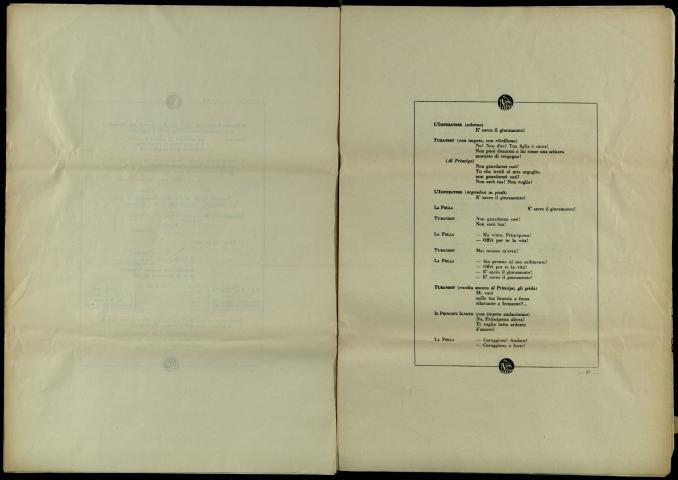 L'IMPERATORE (solenne)
E' sacro il giuramento!
TURANDOT (con impeto, con ribellione)
No! Non dire! Tua figlia è sacra!
Non puoi donarmi a lui come una schiava
morente di vergogna!
(Al Principe)
Non guardarmi così!
Tu che irridi al mio orgoglio,
non guardarmi così!
Non sarò tua! Non voglio!
L'IMPERATORE (ergendosi in piedi)
E' sacro il giuramento!
LA FOLLA
E' sacro il giuramento!
TURANDOT
Non guardarmi così!
Non sarò tua!
LA FOLLA
— Ha vinto, Principessa!
— Offrì per te la vita!
TURANDOT
Mai nessun m'avrà!
LA FOLLA
— Sia premio al suo ardimento!
— Offrì per te la vita!
— E' sacro il giuramento!
— E' sacro il giuramento!
TURANDOT (rivolta ancora al Principe, gli grida)
Mi vuoi
nelle tue braccia a forza
riluttante e fremente?...
IL PRINCIPE IGNOTO (con impeto audacissimo)
No, Principessa altera!
Ti voglio tutta ardente
d'amore!
LA FOLLA
— Coraggioso! Audace!
— Coraggioso, o forte!